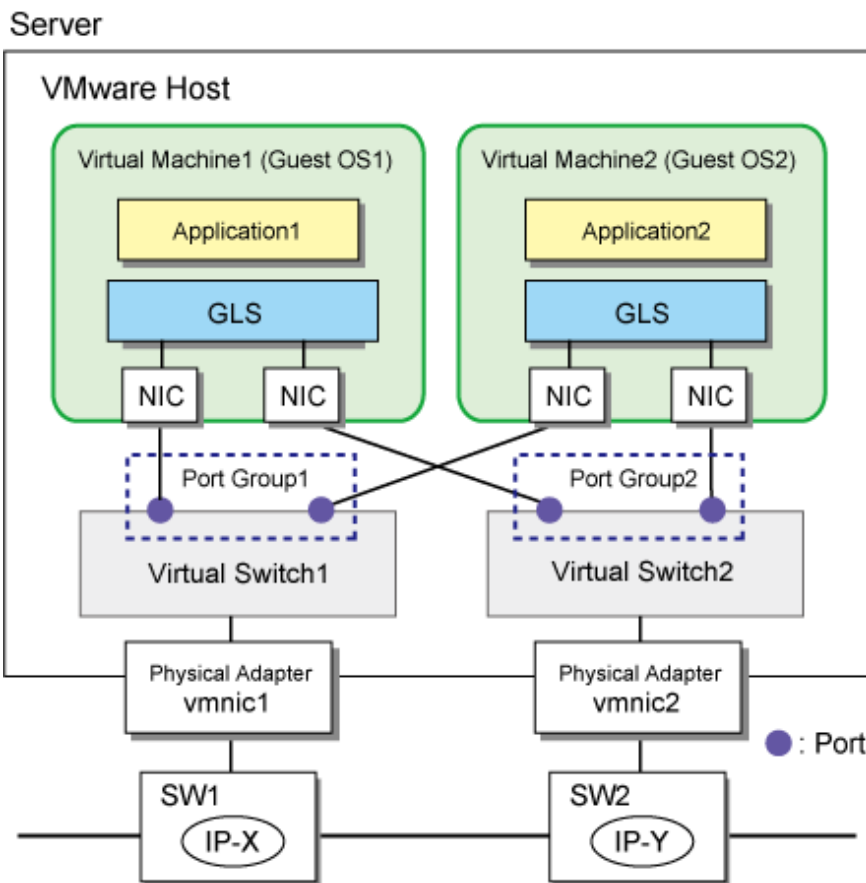 Server
VMware Host
Virtual Machine1 (Guest OS1)
Virtual Machine2 (Guest OS2)
Application1
Application2
GLS
GLS
NIC
NIC
NIC
NIC
Port Group1
Port Group2
Virtual Switch1
Virtual Switch2
Physical Adapter
vmnic1
Physical Adapter
vmnic2
: Port
SW1
IP-X
SW2
IP-Y